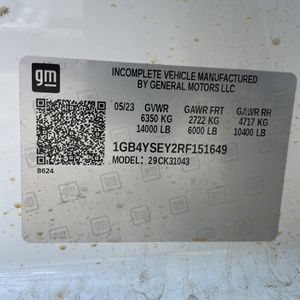 gm
INCOMPLETE VEHICLE MANUFACTURED
BY GENERAL MOTORS LLC
05/23 GVWR GAWR FRT GAWR RR
6350 KG 2722 KG 4717 KG
14000 LB 6000 LB 10400 LB
1GB4YSEY2RF151649
MODEL: 29CK31043
8624